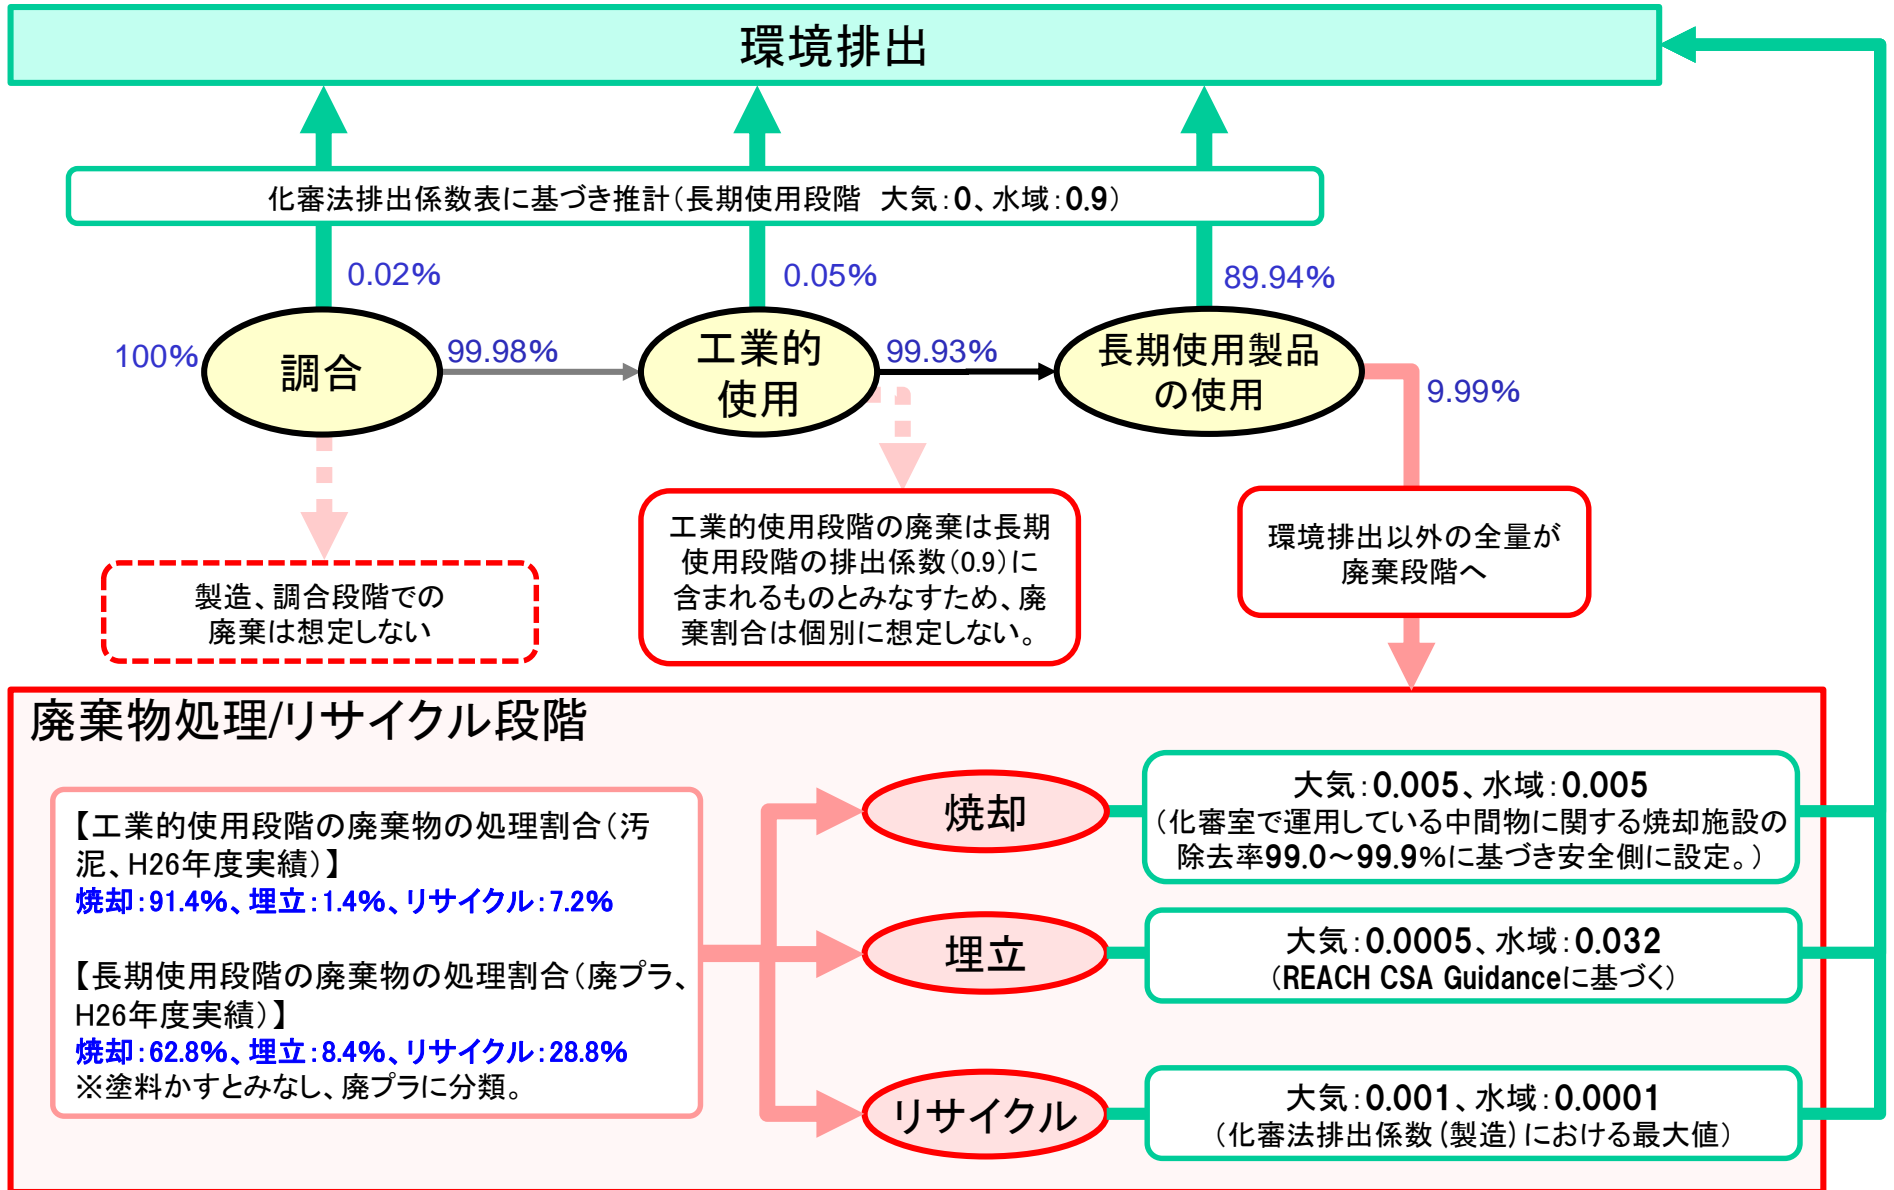 環境排出
化審法排出係数表に基づき推計（長期使用段階　大気：0、水域：0.9）
0.02%
0.05%
89.94%
100%
調合
99.98%
工業的
使用
99.93%
長期使用製品
の使用
9.99%
製造、調合段階での
廃棄は想定しない
工業的使用段階の廃棄は長期
使用段階の排出係数（0.9）に
含まれるものとみなすため、廃
棄割合は個別に想定しない。
環境排出以外の全量が
廃棄段階へ
廃棄物処理/リサイクル段階
【工業的使用段階の廃棄物の処理割合（汚
泥、H26年度実績）】
焼却：91.4%、埋立：1.4%、リサイクル：7.2%
【長期使用段階の廃棄物の処理割合（廃プラ、
H26年度実績）】
焼却：62.8%、埋立：8.4%、リサイクル：28.8%
※塗料かすとみなし、廃プラに分類。
焼却
大気：0.005、水域：0.005
（化審室で運用している中間物に関する焼却施設の
除去率99.0～99.9%に基づき安全側に設定。）
埋立
大気：0.0005、水域：0.032
（REACH CSA Guidanceに基づく）
リサイクル
大気：0.001、水域：0.0001
（化審法排出係数（製造）における最大値）